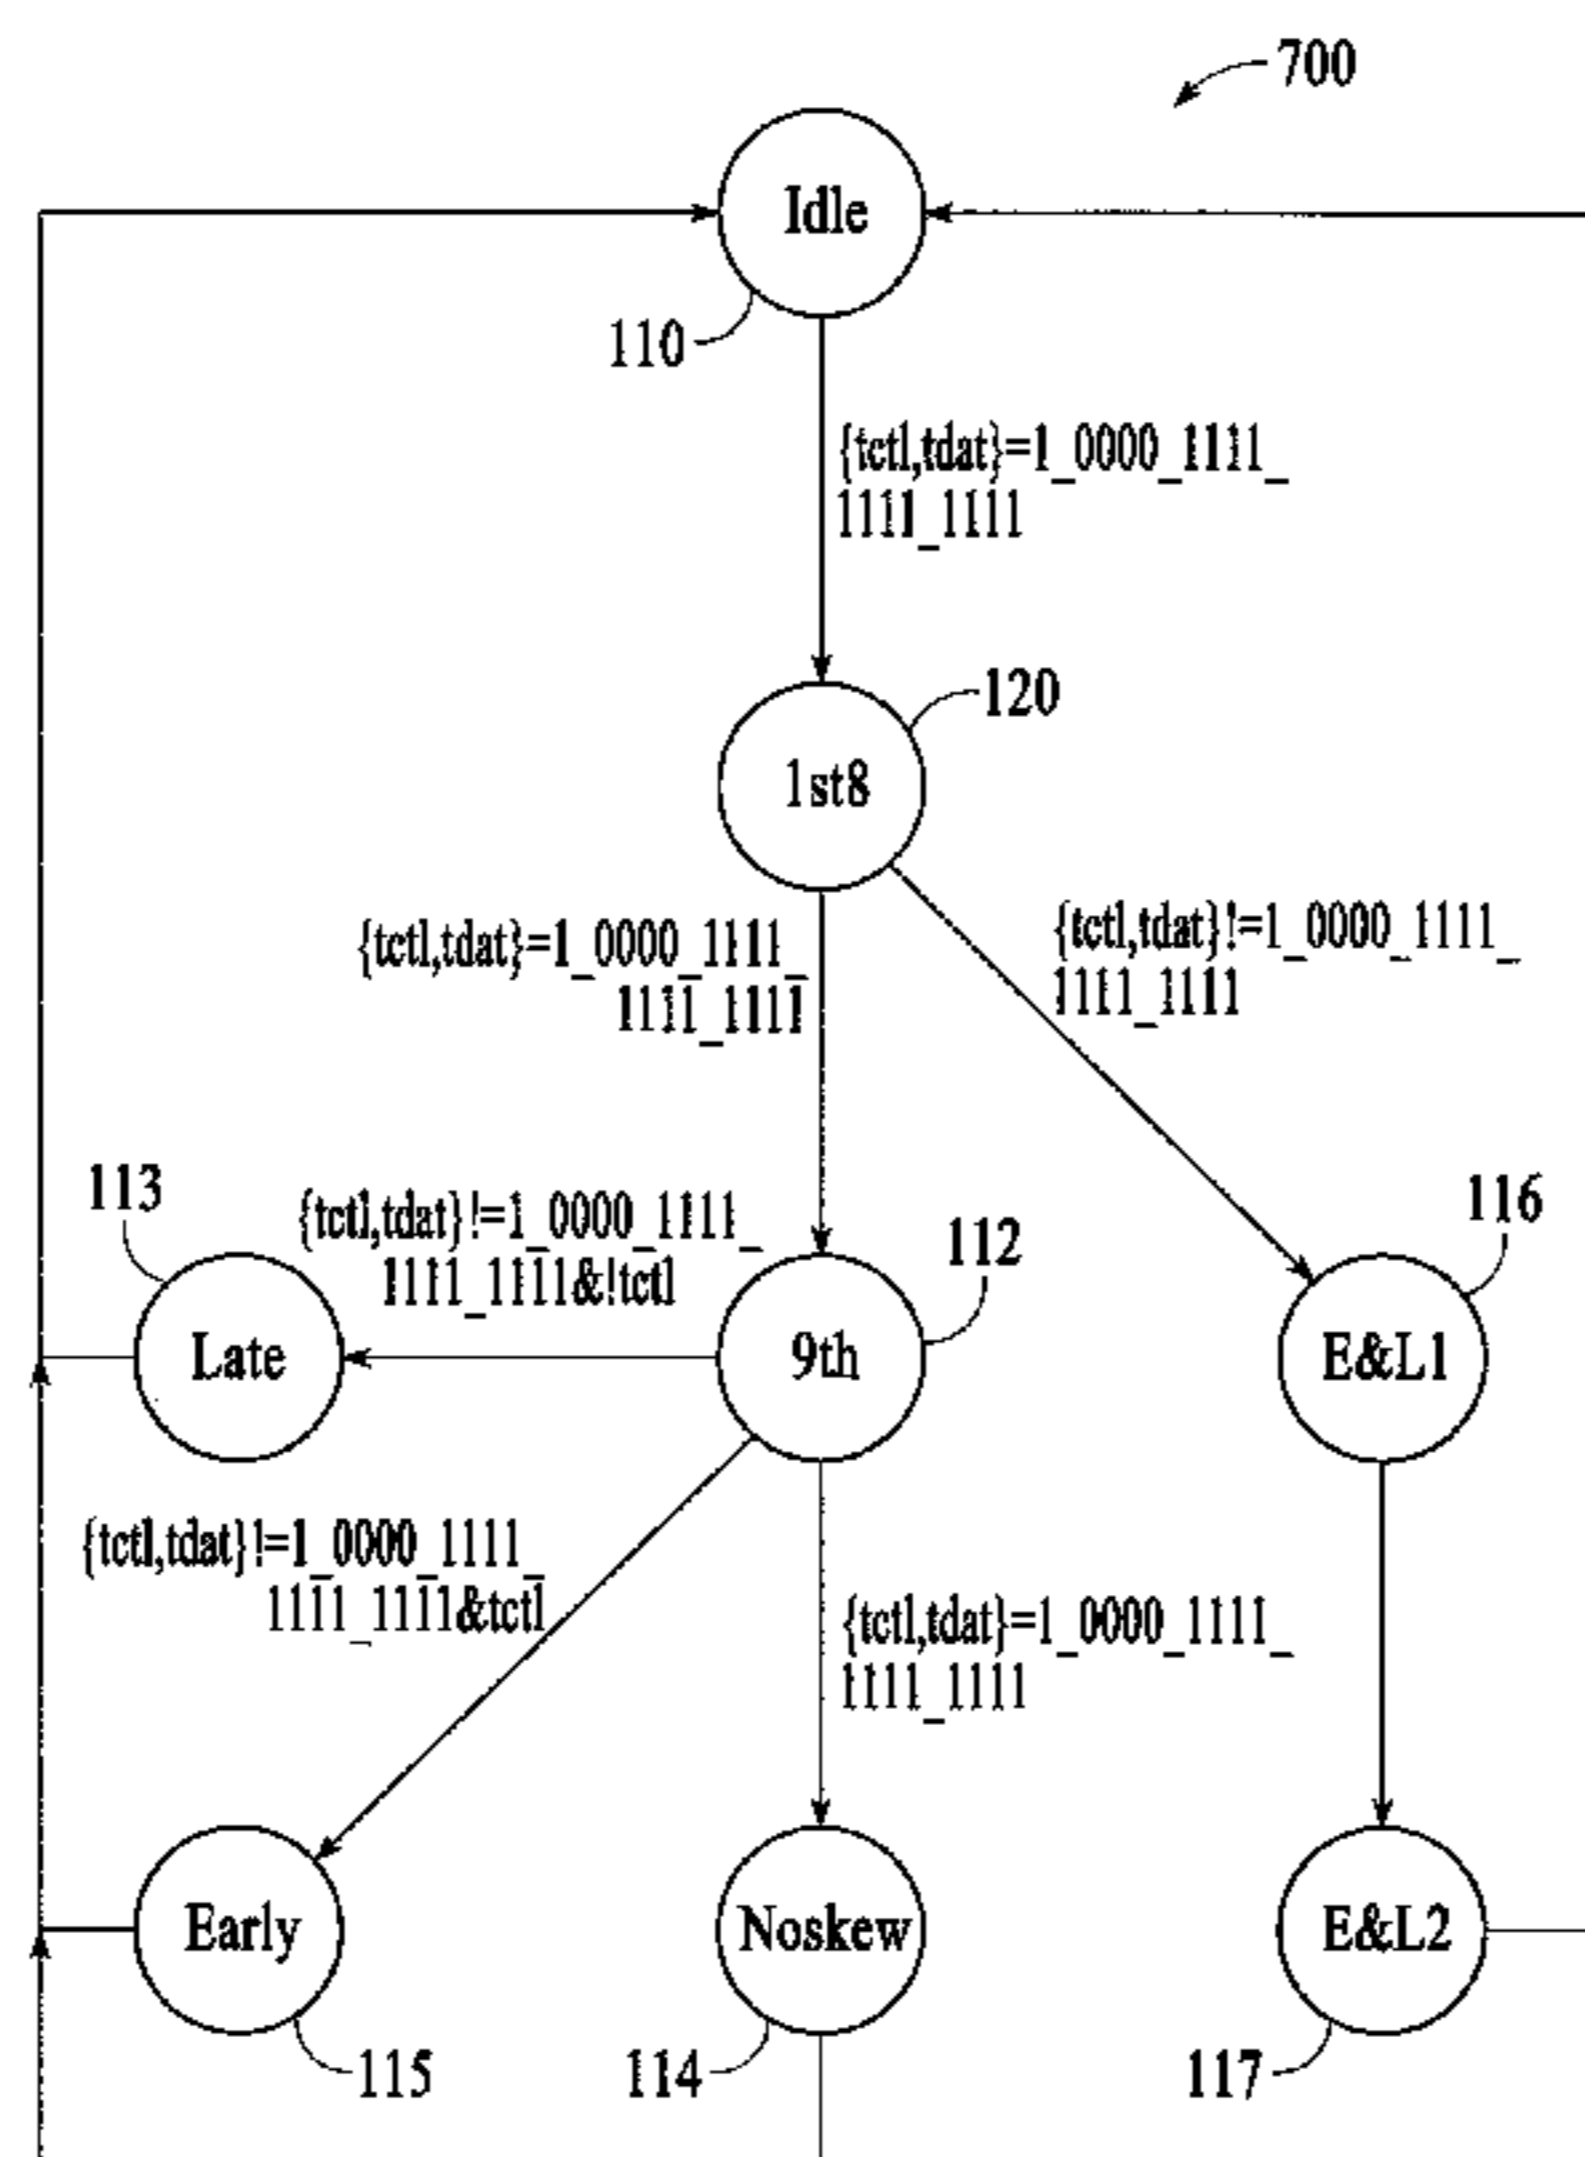 700
Idle
110
{tctl,tdat}=1_0000_1111_
1111_1111
120
1st8
{tctl,tdat}=1_0000_1111_
1111_1111
{tctl,tdat}!=1_0000_1111_
1111_1111
113
{tctl,tdat}!=1_0000_1111_
1111_1111&!tctl
112
116
Late
9th
E&L1
{tctl,tdat}!=1_0000_1111_
1111_1111&tctl
{tctl,tdat}=1_0000_1111_
1111_1111
Early
Noskew
E&L2
115
114
117